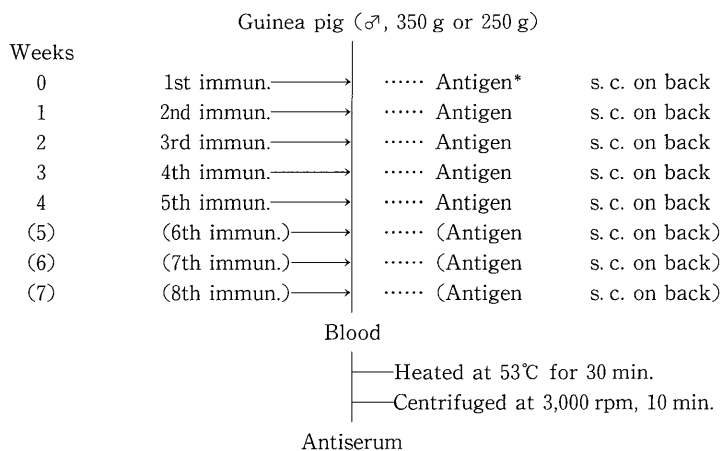 Guinea pig (♂, 350 g or 250 g)
Weeks
0 1st immun. ...... Antigen* s. c. on back
1 2nd immun. ...... Antigen s. c. on back
2 3rd immun. ...... Antigen s. c. on back
3 4th immun. ...... Antigen s. c. on back
4 5th immun. ...... Antigen s. c. on back
(5) (6th immun.) ...... (Antigen s. c. on back)
(6) (7th immun.) ...... (Antigen s. c. on back)
(7) (8th immun.) ...... (Antigen s. c. on back)
Blood
Heated at 53℃ for 30 min.
Centrifuged at 3,000 rpm, 10 min.
Antiserum